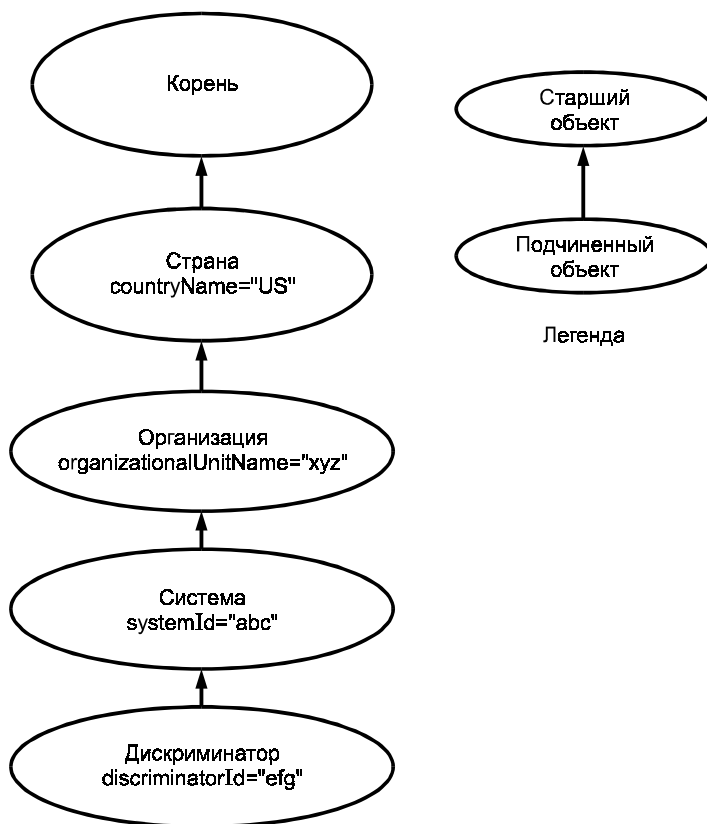 Корень
Страна
countryName="US"
Организация
organizationalUnitName="xyz"
Система
systemId="abc"
Дискриминатор
discriminatorId="efg"
Старший
объект
Подчиненный
объект
Легенда